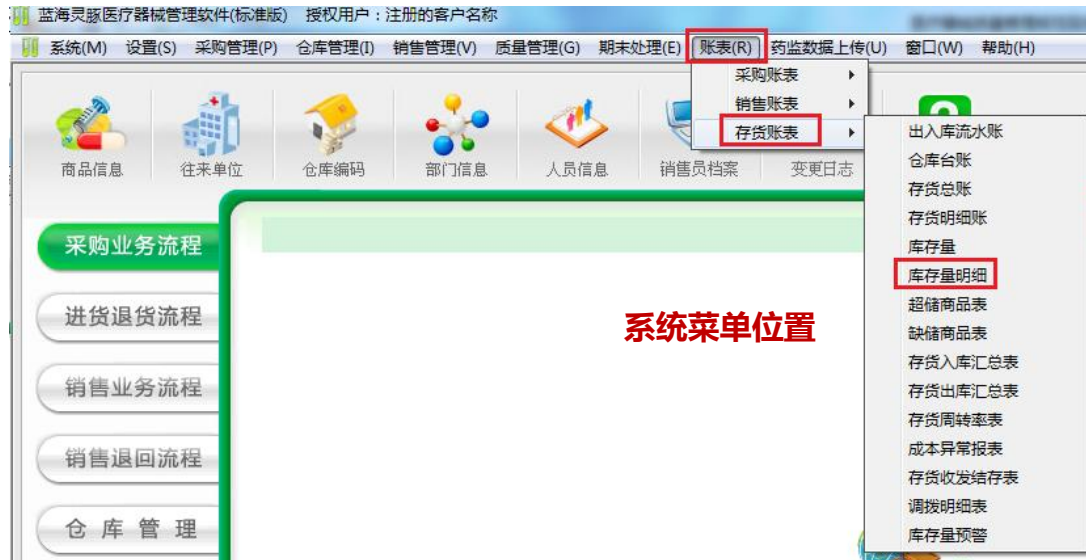 蓝海灵豚医疗器械管理软件(标准版) 授权用户:注册的客户名称
系统(M) 设置(S) 采购管理(P) 仓库管理(I) 销售管理(V) 质量管理(G) 期末处理(E) 账表(R) 药监数据上传(U) 窗口(W) 帮助(H)
采购账表
销售账表
存货账表
商品信息 往来单位 仓库编码 部门信息 人员信息 销售员档案 变更日志
出入库流水账
仓库台账
存货总账
存货明细账
库存量
库存量明细
超储商品表
缺储商品表
存货入库汇总表
存货出库汇总表
存货周转率表
成本异常报表
存货收发结存表
调拨明细表
库存量预警
采购业务流程
进货退货流程
销售业务流程
销售退回流程
仓库管理
系统菜单位置